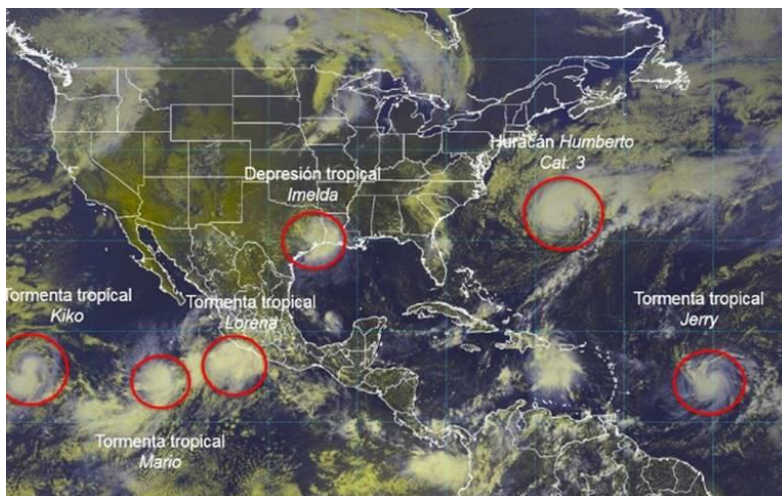 Huracán Humberto
Cat. 3
Depresión tropical
Imelda
Tormenta tropical
Kiko
Tormenta tropical
Lorena
Tormenta tropical
Jerry
Tormenta tropical
Mario